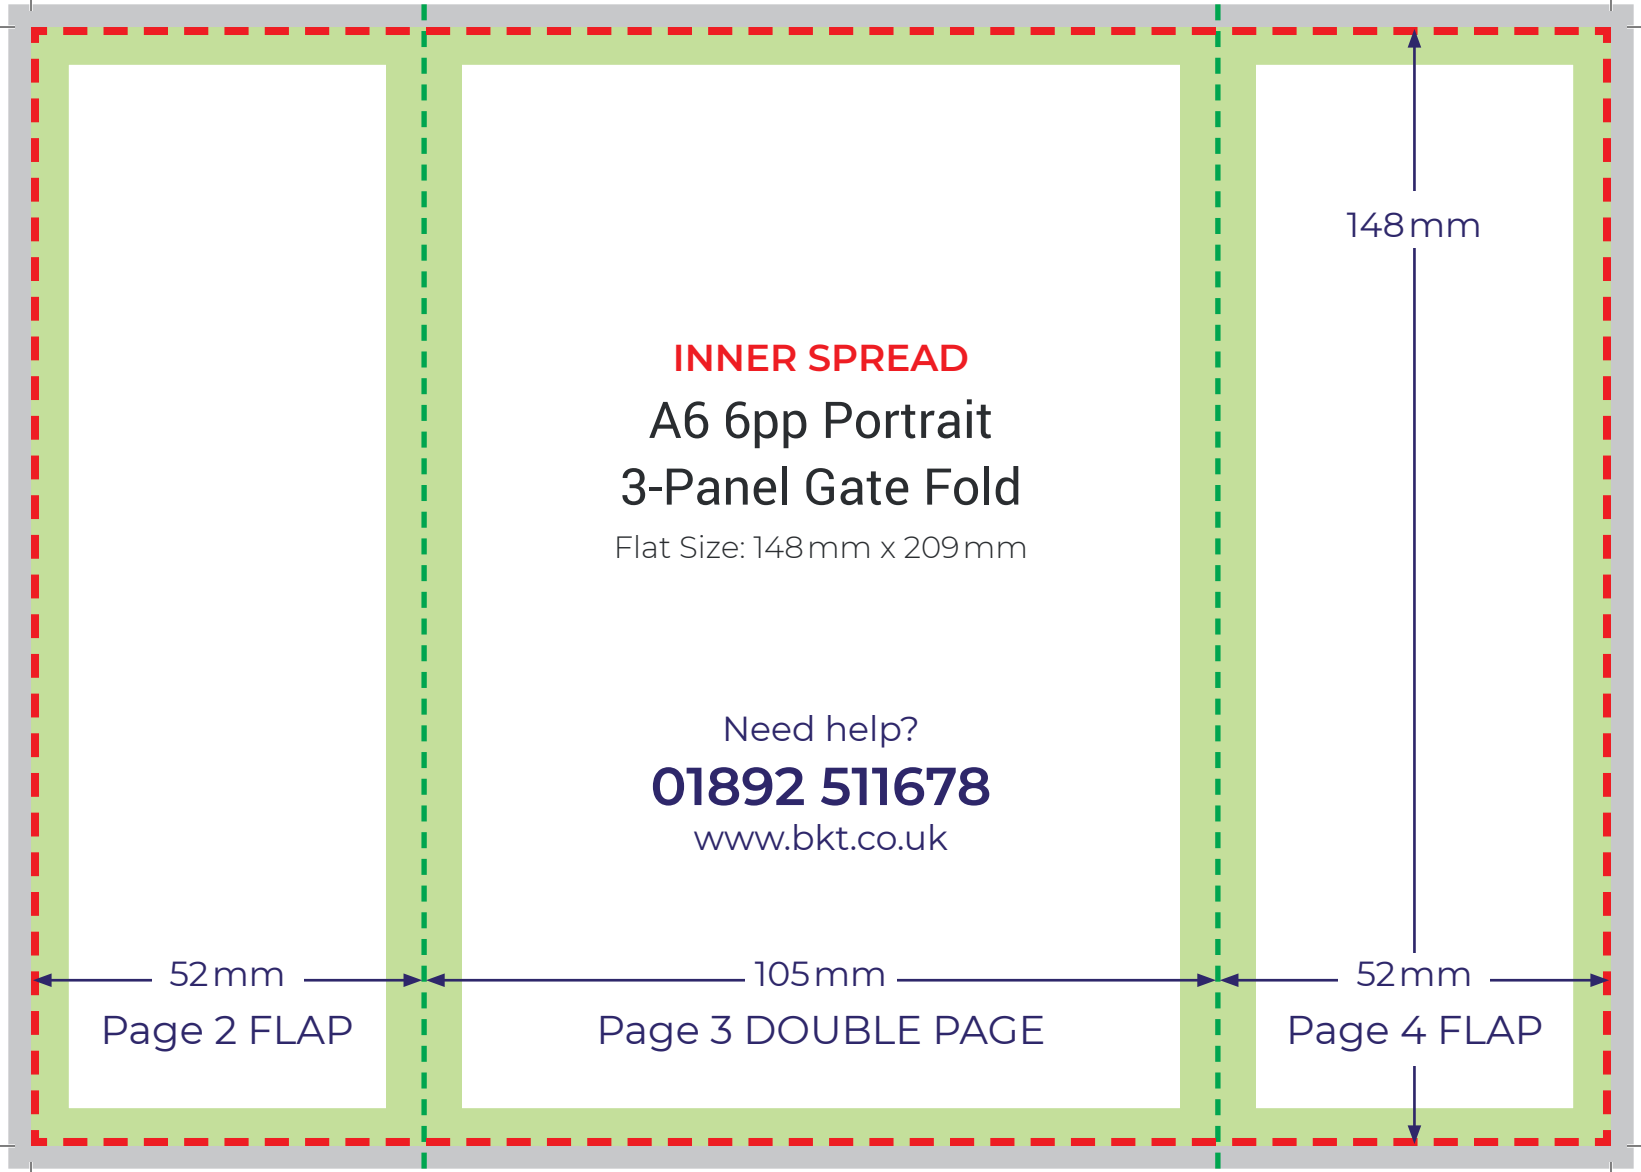 148mm
INNER SPREAD
A6 6pp Portrait
3-Panel Gate Fold
Flat Size: 148mm x 209mm
Need help?
01892 511678
www.bkt.co.uk
52mm
105mm
52mm
Page 2 FLAP
Page 3 DOUBLE PAGE
Page 4 FLAP